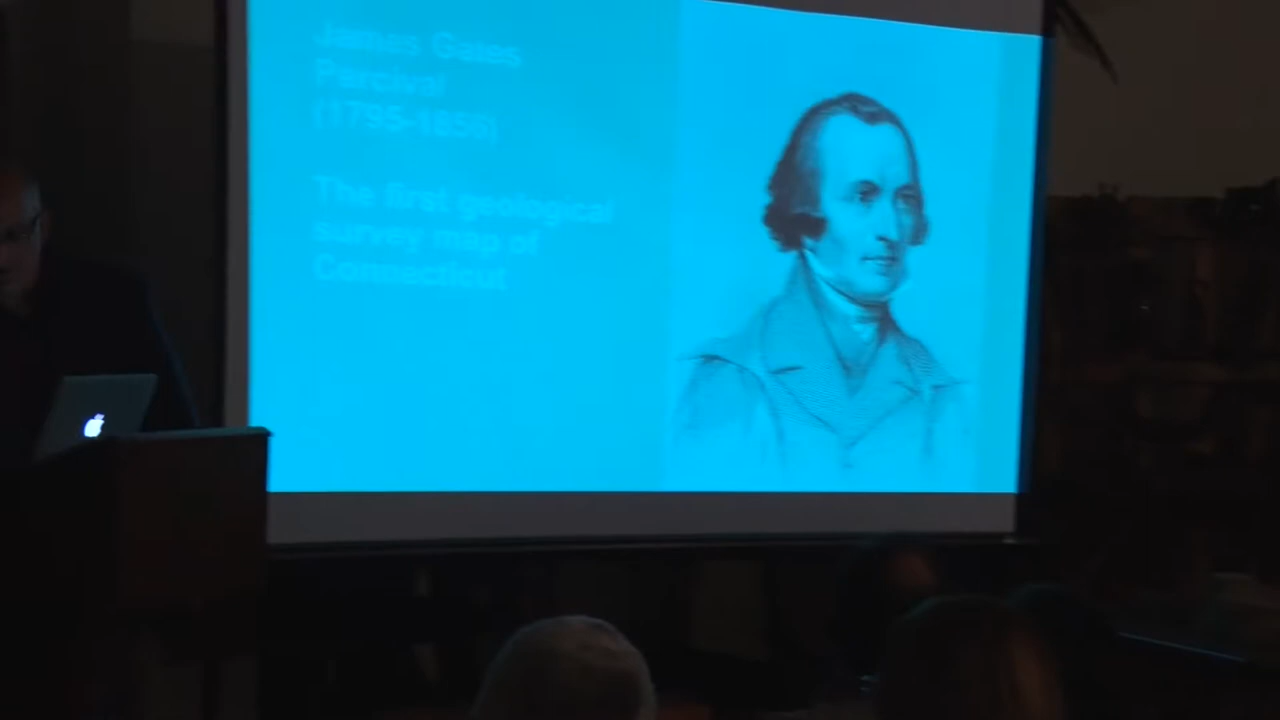 James Gates
Percival
(1795-1856)
The first geological
survey map of
Connecticut